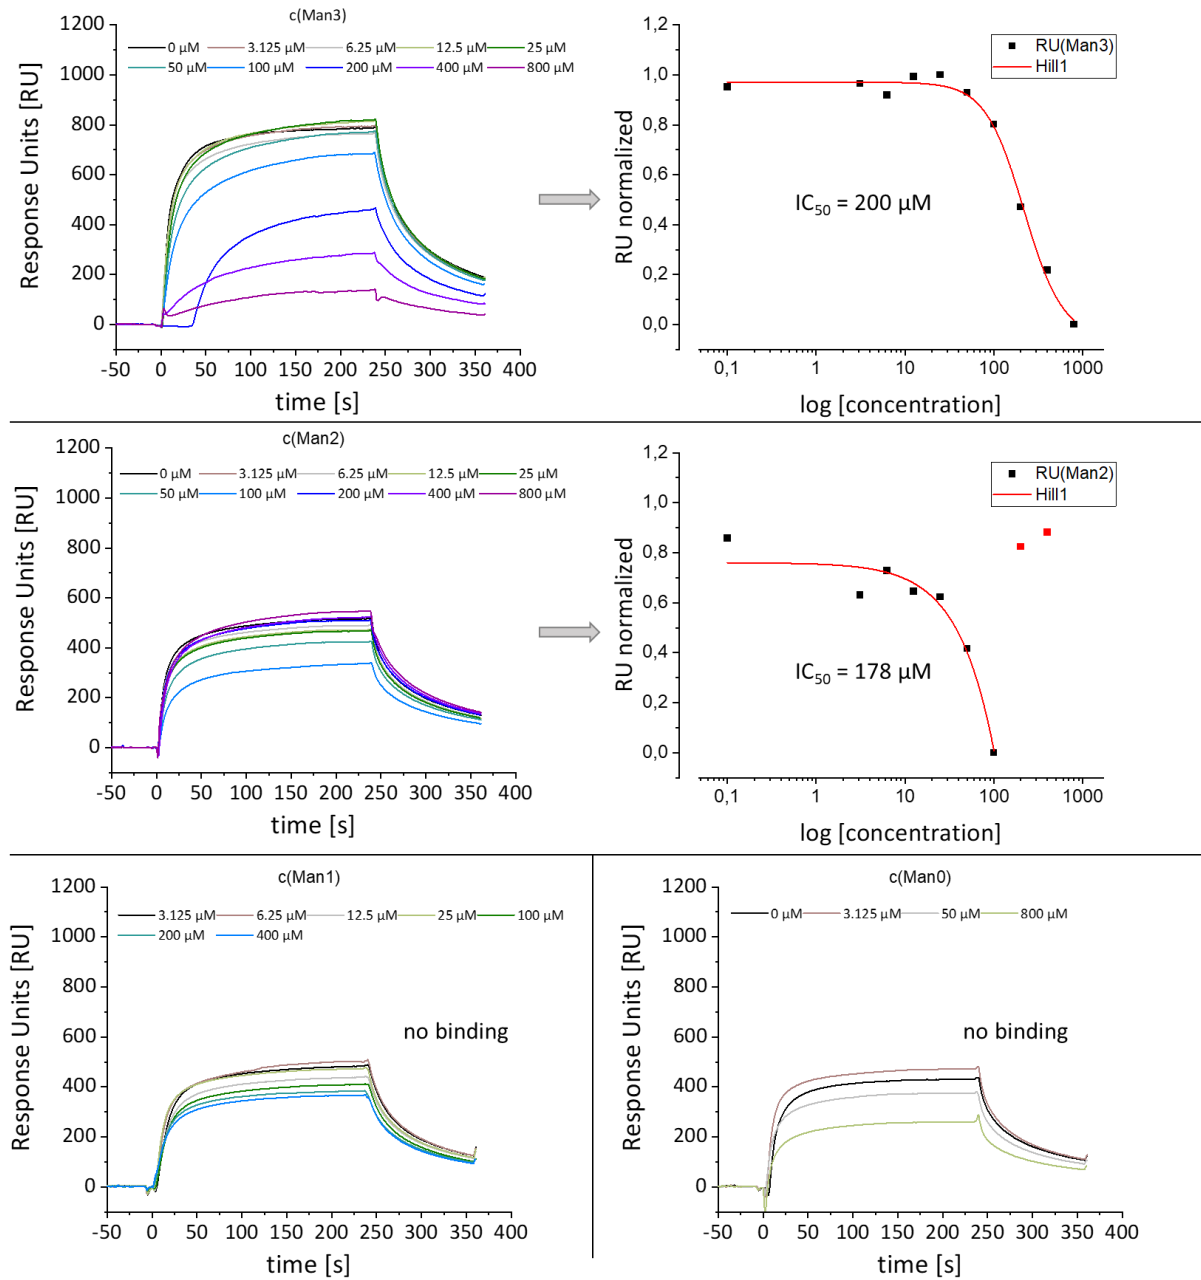 c(Man3)
0 µM 3.125 µM 6.25 µM 12.5 µM 25 µM
50 µM 100 µM 200 µM 400 µM 800 µM
Response Units [RU]
1200
1000
800
600
400
200
0
-50 0 50 100 150 200 250 300 350 400
time [s]
RU(Man3)
Hill1
RU normalized
1,2
1,0
0,8
0,6
0,4
0,2
0,0
IC50 = 200 µM
0,1 1 10 100 1000
log [concentration]
c(Man2)
0 µM 3.125 µM 6.25 µM 12.5 µM 25 µM
50 µM 100 µM 200 µM 400 µM 800 µM
Response Units [RU]
1200
1000
800
600
400
200
0
-50 0 50 100 150 200 250 300 350 400
time [s]
RU(Man2)
Hill1
RU normalized
1,2
1,0
0,8
0,6
0,4
0,2
0,0
IC50 = 178 µM
0,1 1 10 100 1000
log [concentration]
c(Man1)
3.125 µM 6.25 µM 12.5 µM 25 µM 100 µM
200 µM 400 µM
Response Units [RU]
1200
1000
800
600
400
200
0
no binding
-50 0 50 100 150 200 250 300 350 400
time [s]
c(Man0)
0 µM 3.125 µM 50 µM 800 µM
Response Units [RU]
1200
1000
800
600
400
200
0
no binding
-50 0 50 100 150 200 250 300 350 400
time [s]